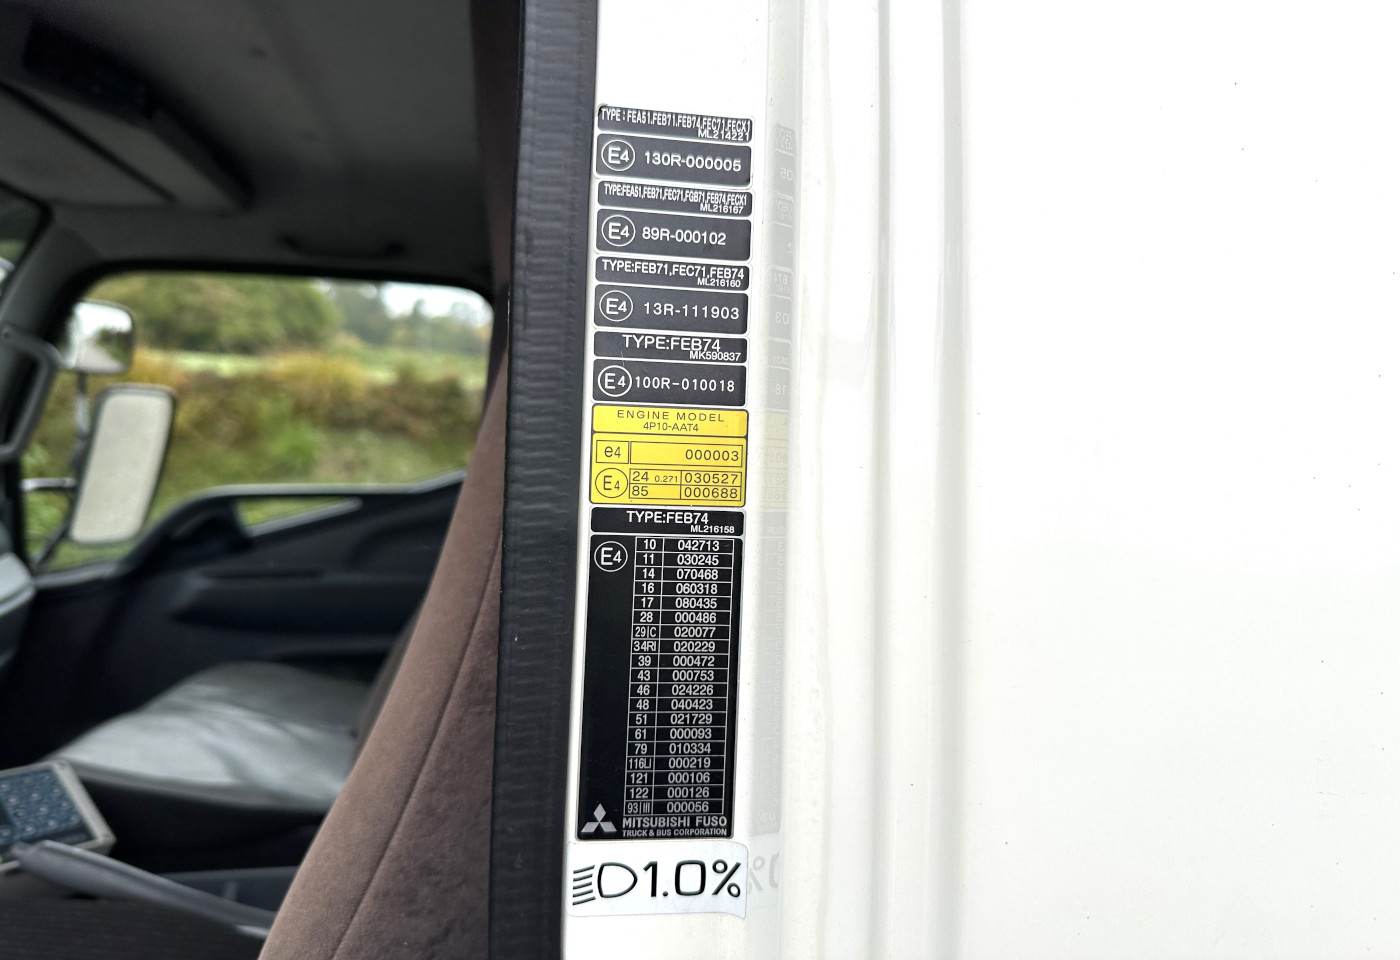 TYPE : FEA51,FEB71,FEB74,FEC71,FECX1
ML214221
E4 130R-000005
TYPE:FEA51,FEB71,FEC71,FGB71,FEB74,FECX1
ML216167
E4 89R-000102
TYPE:FEB71,FEC71,FEB74
ML216160
E4 13R-111903
TYPE:FEB74
MK590837
E4 100R-010018
ENGINE MODEL
4P10-AAT4
e4 000003
E4 24 0.271 030527
85 000688
TYPE:FEB74
ML216158
E4
10 042713
11 030245
14 070468
16 060318
17 080435
28 000486
29|C 020077
34RI 020229
39 000472
43 000753
46 024226
48 040423
51 021729
61 000093
79 010334
116LI 000219
121 000106
122 000126
93|III 000056
MITSUBISHI FUSO
TRUCK & BUS CORPORATION
1.0%